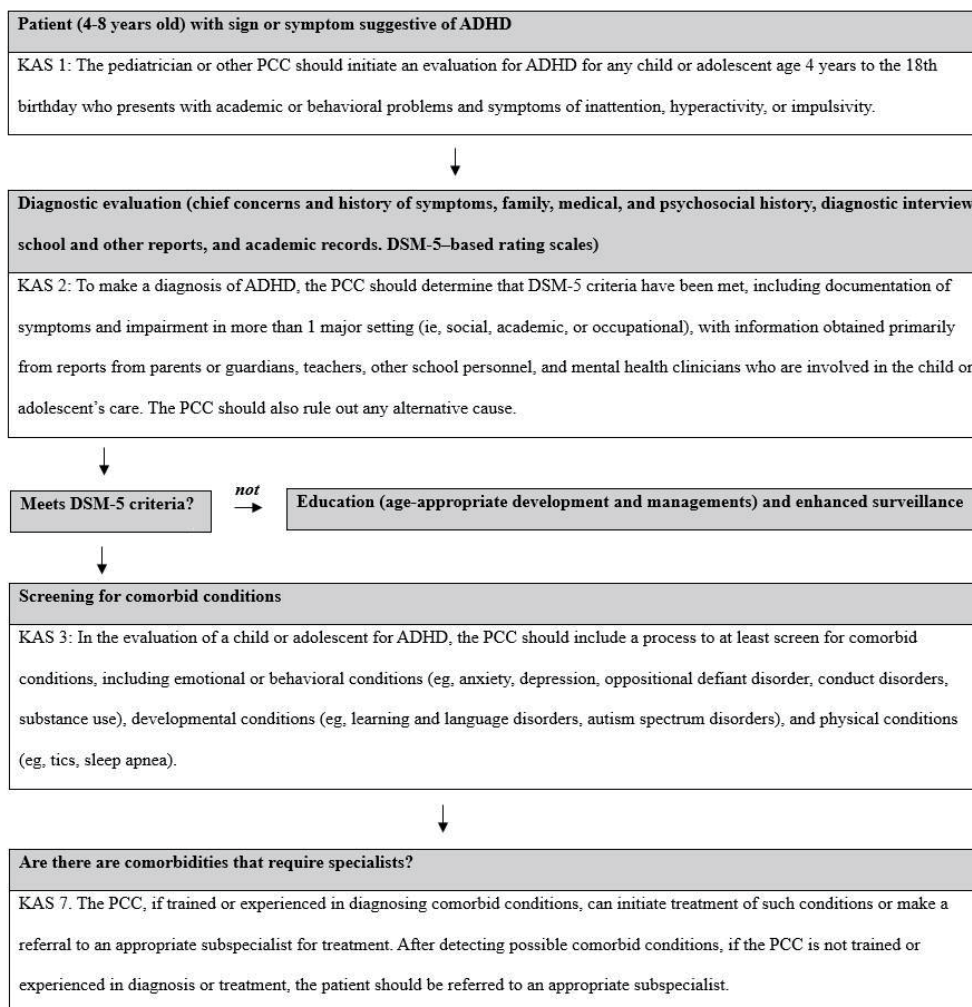 Patient (4-8 years old) with sign or symptom suggestive of ADHD
KAS 1: The pediatrician or other PCC should initiate an evaluation for ADHD for any child or adolescent age 4 years to the 18th
birthday who presents with academic or behavioral problems and symptoms of inattention, hyperactivity, or impulsivity.
Diagnostic evaluation (chief concerns and history of symptoms, family, medical, and psychosocial history, diagnostic interview
school and other reports, and academic records. DSM-5–based rating scales)
KAS 2: To make a diagnosis of ADHD, the PCC should determine that DSM-5 criteria have been met, including documentation of
symptoms and impairment in more than 1 major setting (ie, social, academic, or occupational), with information obtained primarily
from reports from parents or guardians, teachers, other school personnel, and mental health clinicians who are involved in the child or
adolescent’s care. The PCC should also rule out any alternative cause.
Meets DSM-5 criteria?
not
Education (age-appropriate development and managements) and enhanced surveillance
Screening for comorbid conditions
KAS 3: In the evaluation of a child or adolescent for ADHD, the PCC should include a process to at least screen for comorbid
conditions, including emotional or behavioral conditions (eg, anxiety, depression, oppositional defiant disorder, conduct disorders,
substance use), developmental conditions (eg, learning and language disorders, autism spectrum disorders), and physical conditions
(eg, tics, sleep apnea).
Are there are comorbidities that require specialists?
KAS 7. The PCC, if trained or experienced in diagnosing comorbid conditions, can initiate treatment of such conditions or make a
referral to an appropriate subspecialist for treatment. After detecting possible comorbid conditions, if the PCC is not trained or
experienced in diagnosis or treatment, the patient should be referred to an appropriate subspecialist.